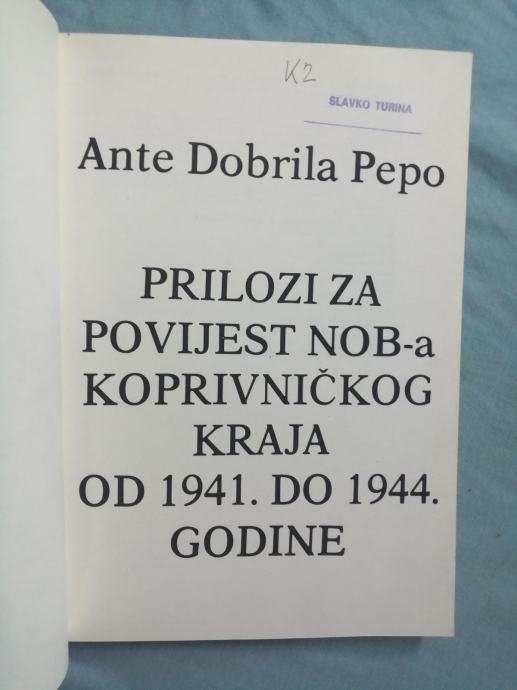 K2
SLAVKO TURINA
Ante Dobrila Pepo
PRILOZI ZA
POVIJEST NOB-a
KOPRIVNIČKOG
KRAJA
OD 1941. DO 1944.
GODINE